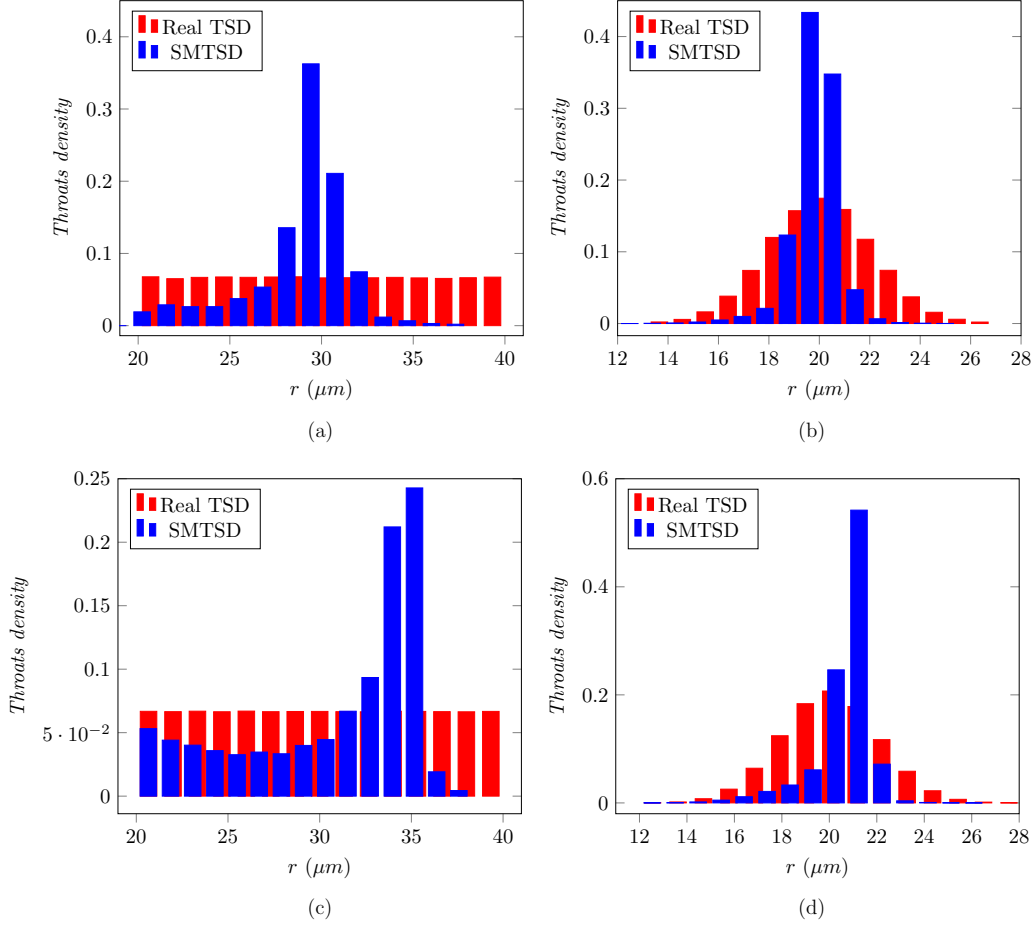 Real TSD
SMTSD
0.4
0.3
0.2
0.1
0
Throats density
20 25 30 35 40
r (μm)
(a)
Real TSD
SMTSD
0.4
0.3
0.2
0.1
0
Throats density
12 14 16 18 20 22 24 26 28
r (μm)
(b)
Real TSD
SMTSD
0.25
0.2
0.15
0.1
5 · 10⁻²
0
Throats density
20 25 30 35 40
r (μm)
(c)
Real TSD
SMTSD
0.6
0.4
0.2
0
Throats density
12 14 16 18 20 22 24 26 28
r (μm)
(d)